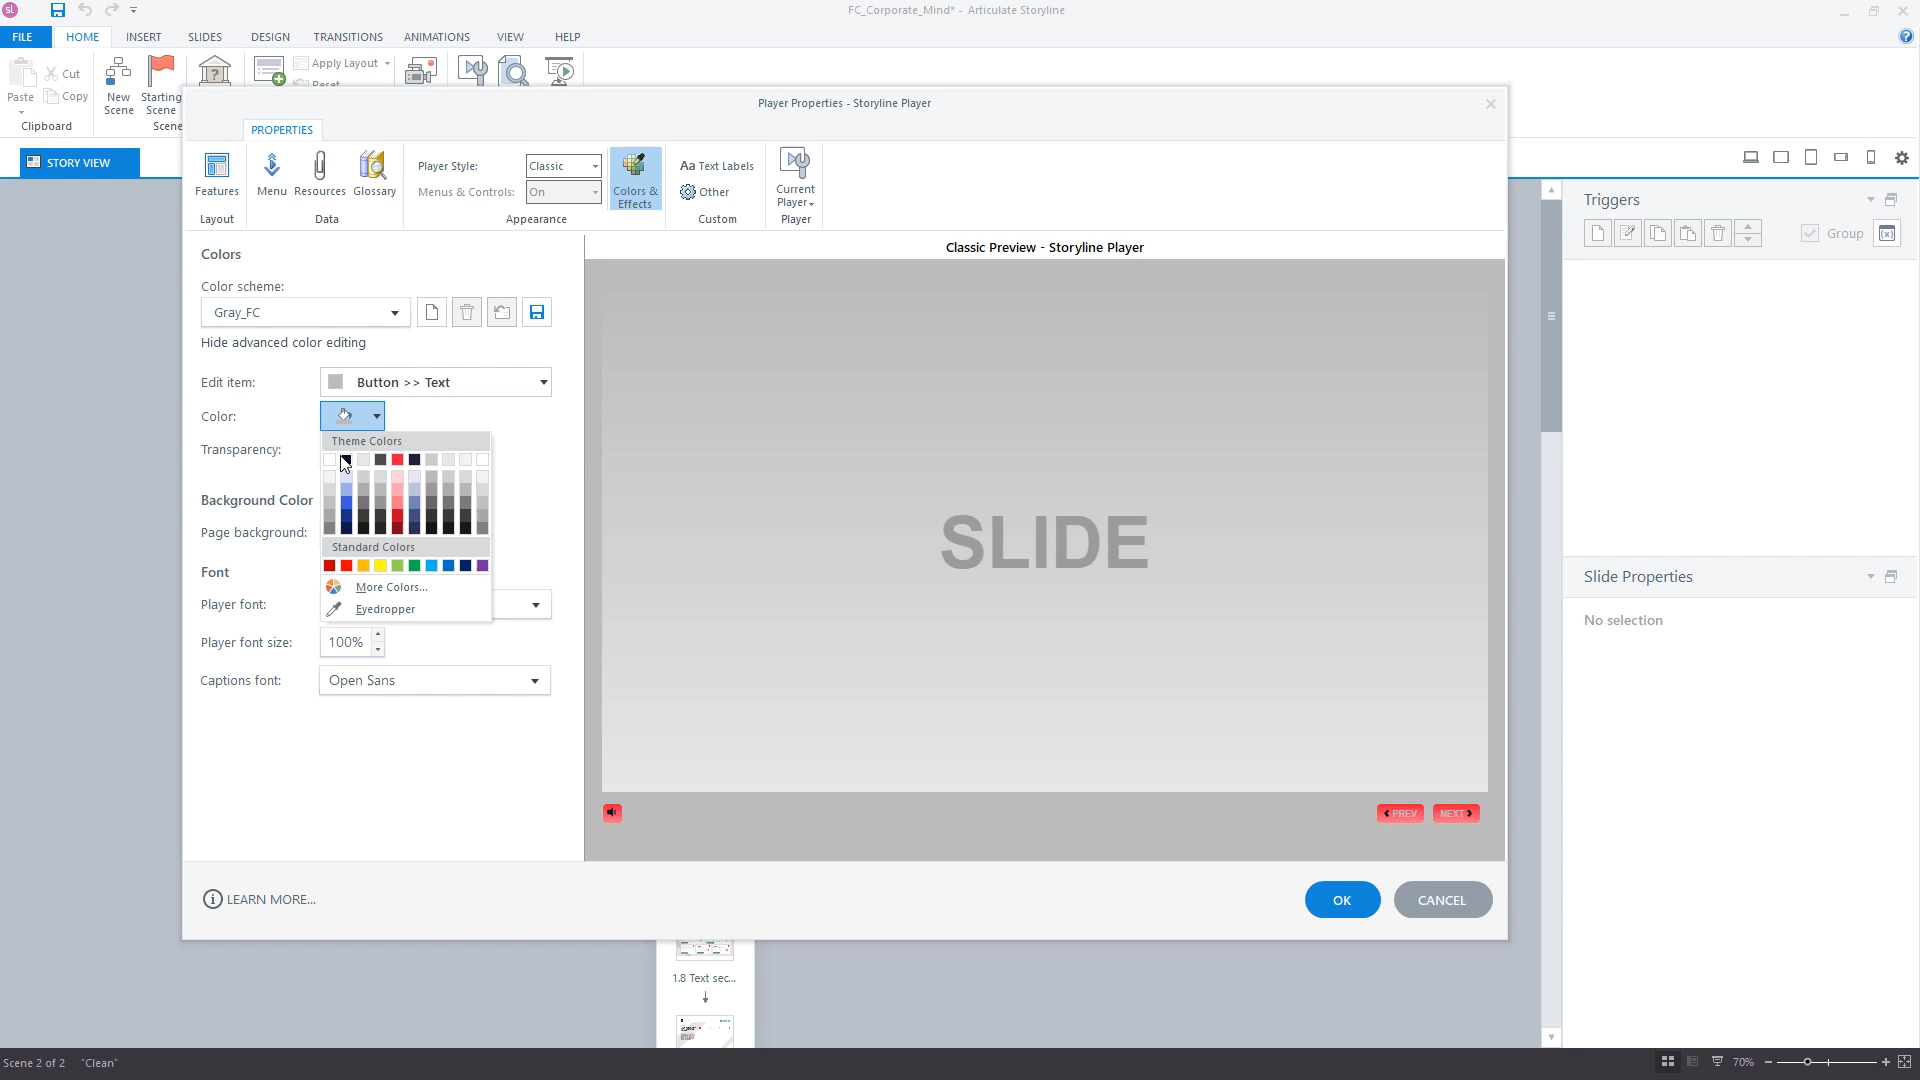 FC_Corporate_Mind* - Articulate Storyline
FILE
HOME
INSERT
SLIDES
DESIGN
TRANSITIONS
ANIMATIONS
VIEW
HELP
Paste
Cut
Copy
Clipboard
New Scene
Starting Scene
Scene
Apply Layout
Reset
STORY VIEW
Player Properties - Storyline Player
PROPERTIES
Features
Layout
Menu
Resources
Glossary
Data
Player Style:
Classic
Menus & Controls:
On
Appearance
Colors & Effects
Aa Text Labels
Other
Custom
Current Player
Player
Colors
Color scheme:
Gray_FC
Hide advanced color editing
Edit item:
Button >> Text
Color:
Theme Colors
Transparency:
Background Color
Page background:
Standard Colors
More Colors...
Eyedropper
Font
Player font:
Player font size:
100%
Captions font:
Open Sans
Classic Preview - Storyline Player
SLIDE
PREV
NEXT
LEARN MORE...
OK
CANCEL
1.8 Text sec...
Triggers
Group
Slide Properties
No selection
Scene 2 of 2
"Clean"
70%